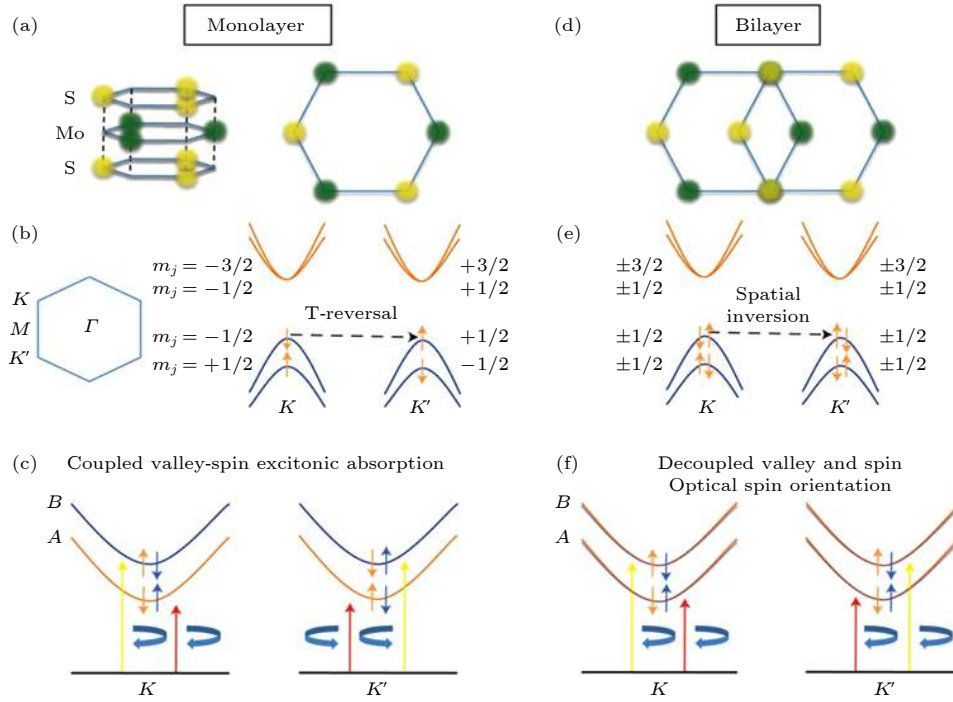 (a)
Monolayer
S
Mo
S
(d)
Bilayer
(b)
K
M
K′
Γ
m_j = −3/2
m_j = −1/2
m_j = −1/2
m_j = +1/2
T-reversal
+3/2
+1/2
+1/2
−1/2
K
K′
(e)
±3/2
±1/2
±1/2
±1/2
Spatial
inversion
±3/2
±1/2
±1/2
±1/2
K
K′
(c)
Coupled valley-spin excitonic absorption
B
A
K
K′
(f)
Decoupled valley and spin
Optical spin orientation
B
A
K
K′